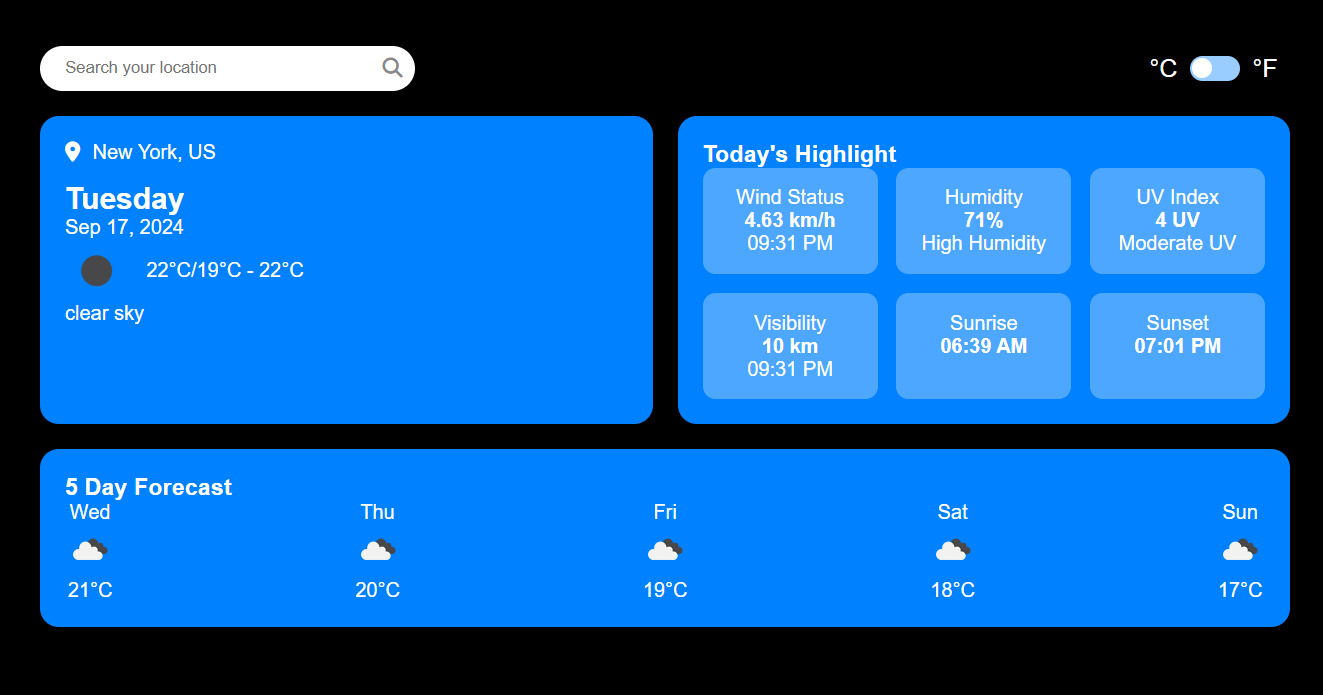 Search your location
°C °F
New York, US
Tuesday
Sep 17, 2024
22°C/19°C - 22°C
clear sky
Today's Highlight
Wind Status
4.63 km/h
09:31 PM
Humidity
71%
High Humidity
UV Index
4 UV
Moderate UV
Visibility
10 km
09:31 PM
Sunrise
06:39 AM
Sunset
07:01 PM
5 Day Forecast
Wed
21°C
Thu
20°C
Fri
19°C
Sat
18°C
Sun
17°C